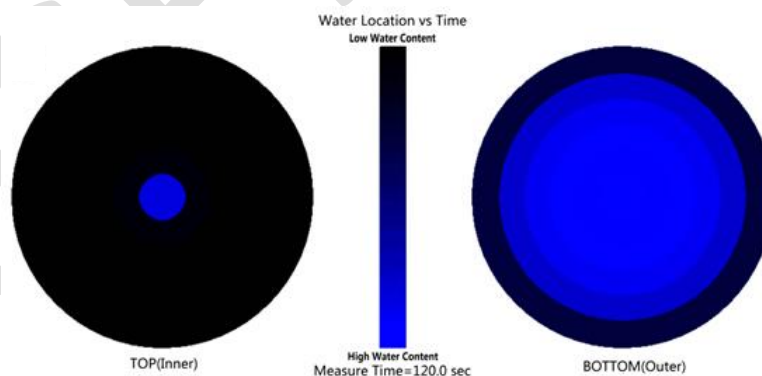 Water Location vs Time
Low Water Content
High Water Content
Measure Time=120.0 sec
TOP(Inner)
BOTTOM(Outer)